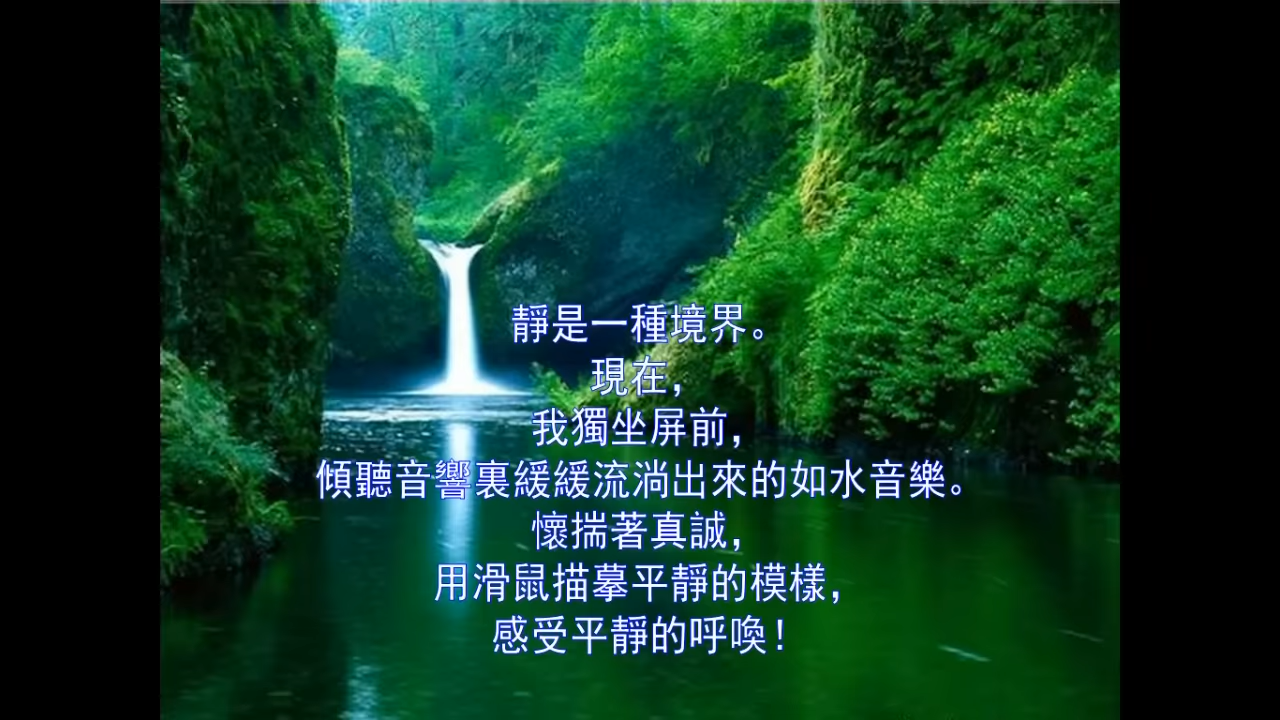 靜是一種境界。
現在，
我獨坐屏前，
傾聽音響裏緩緩流淌出來的如水音樂。
懷揣著真誠，
用滑鼠描摹平靜的模樣，
感受平靜的呼喚！